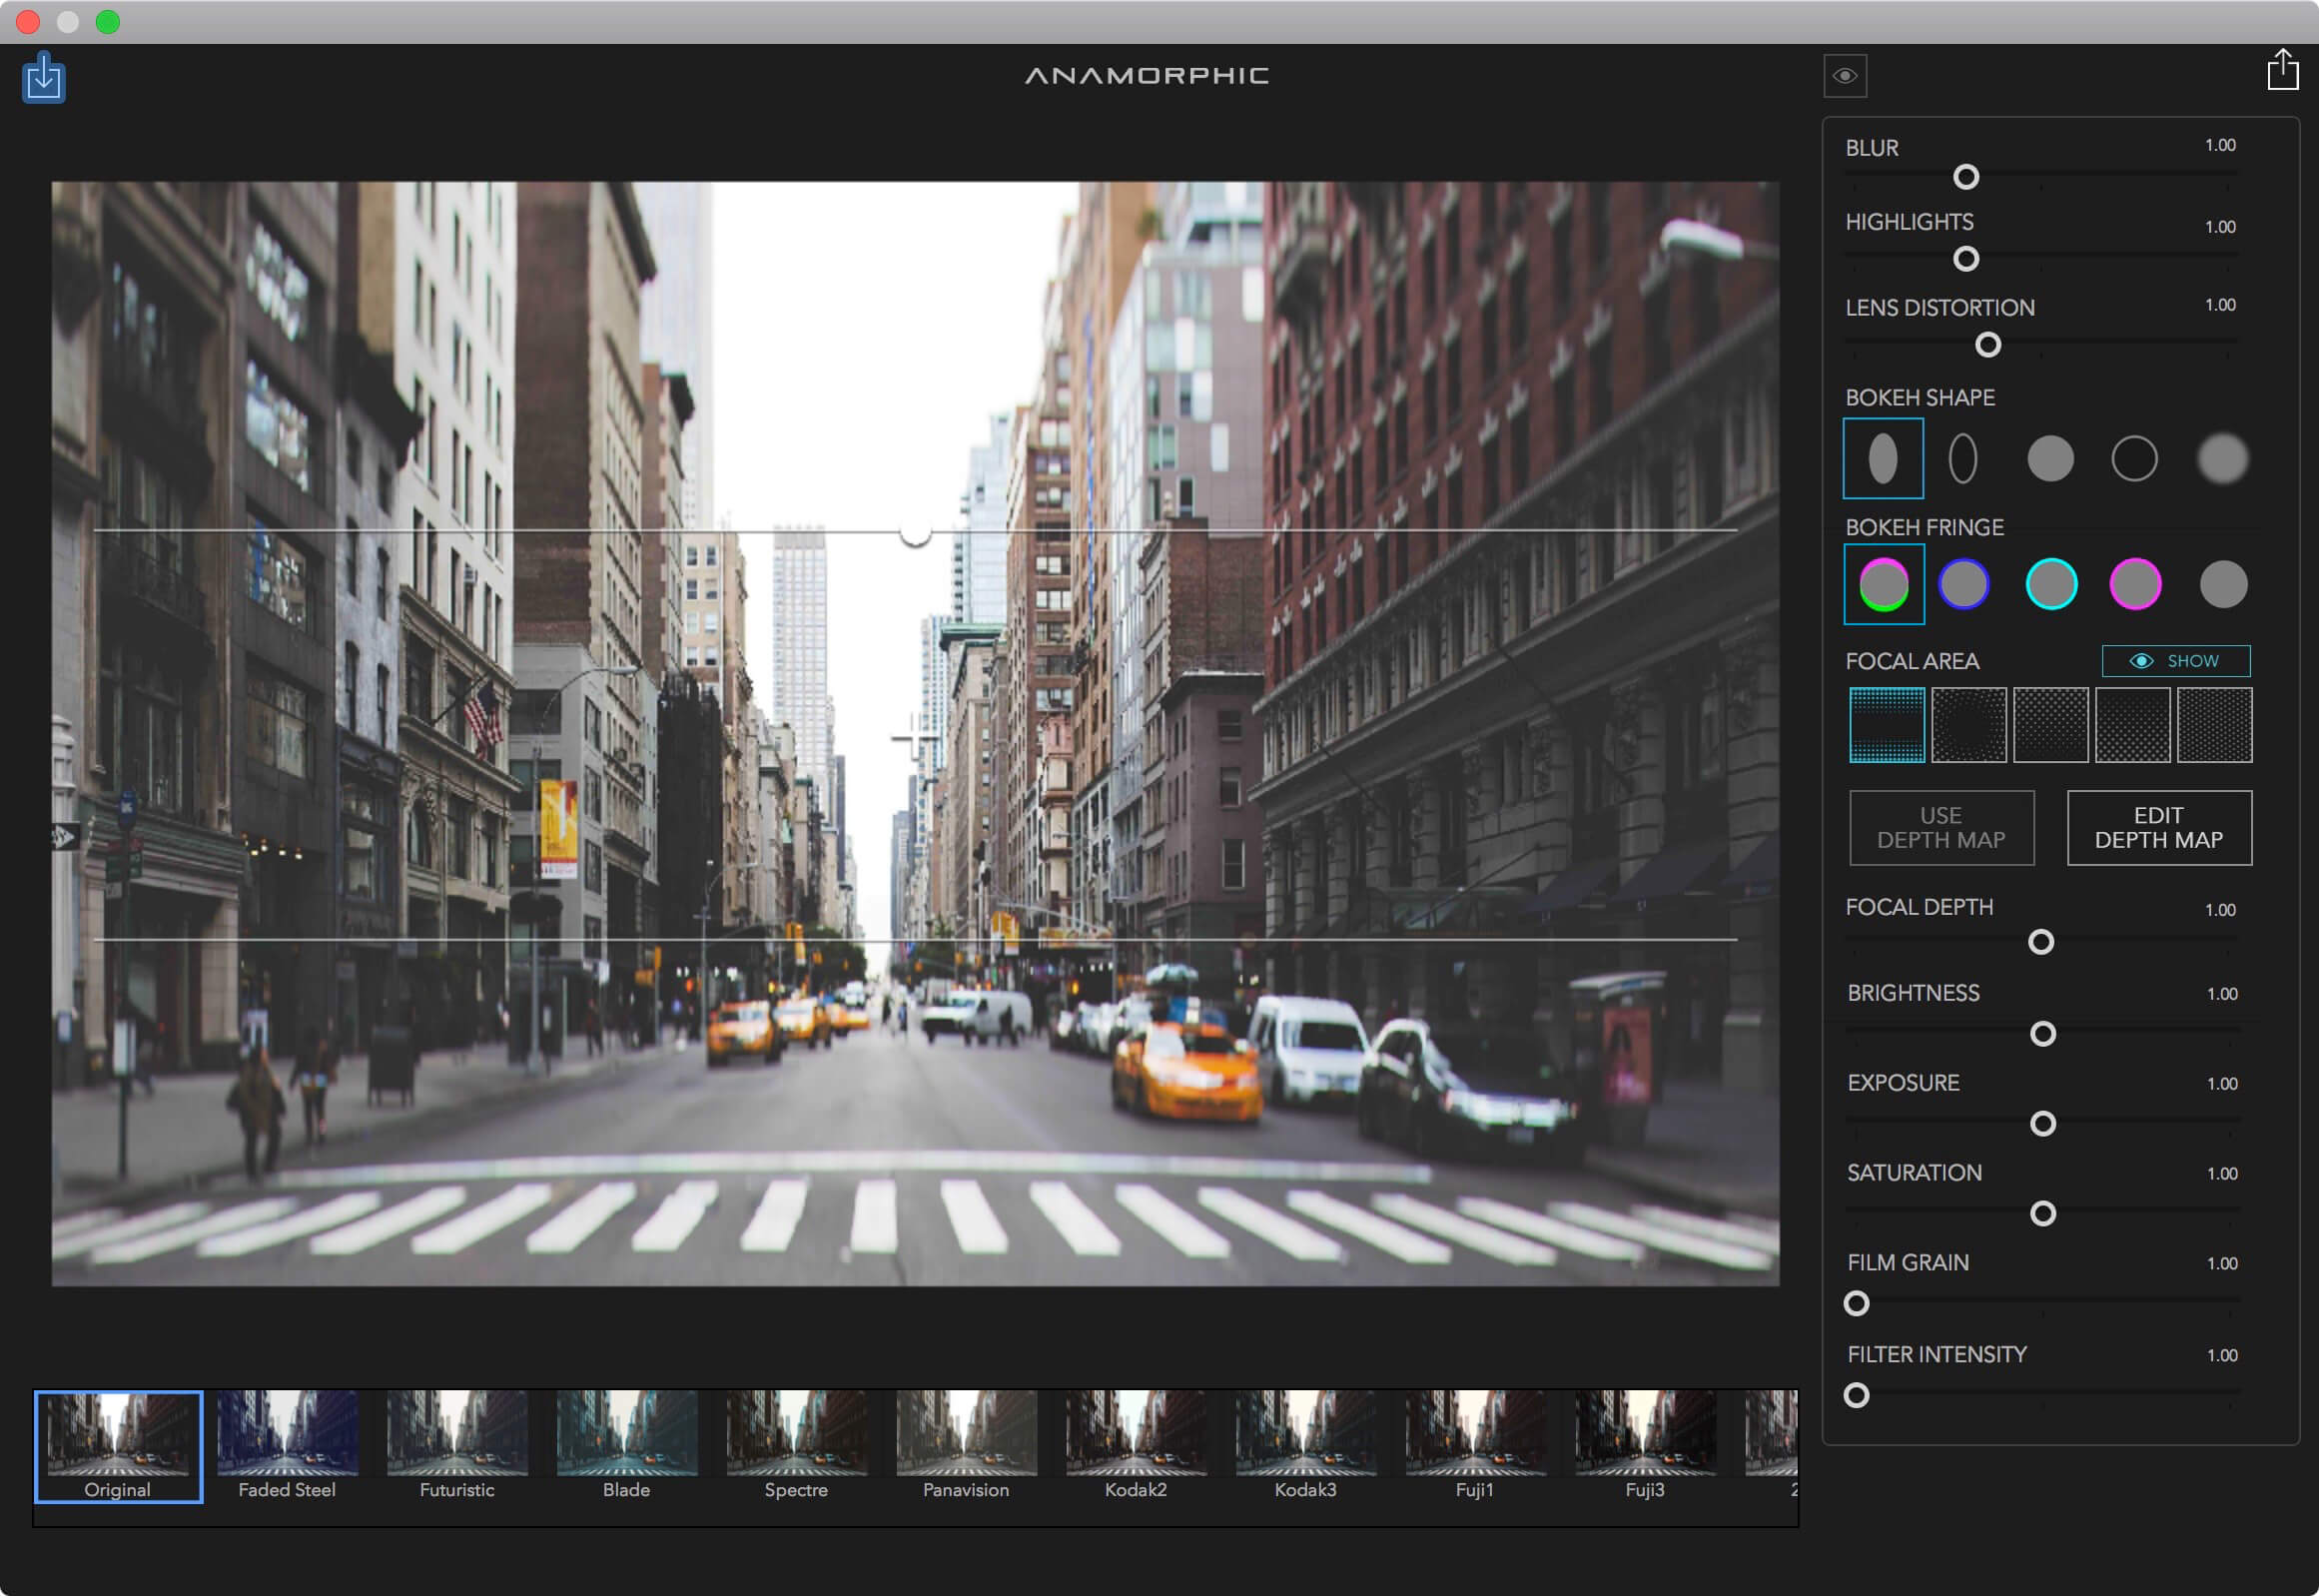 ANAMORPHIC
BLUR 1.00
HIGHLIGHTS 1.00
LENS DISTORTION 1.00
BOKEH SHAPE
BOKEH FRINGE
FOCAL AREA SHOW
USE
DEPTH MAP
EDIT
DEPTH MAP
FOCAL DEPTH 1.00
BRIGHTNESS 1.00
EXPOSURE 1.00
SATURATION 1.00
FILM GRAIN 1.00
FILTER INTENSITY 1.00
Original Faded Steel Futuristic Blade Spectre Panavision Kodak2 Kodak3 Fuji1 Fuji3 2